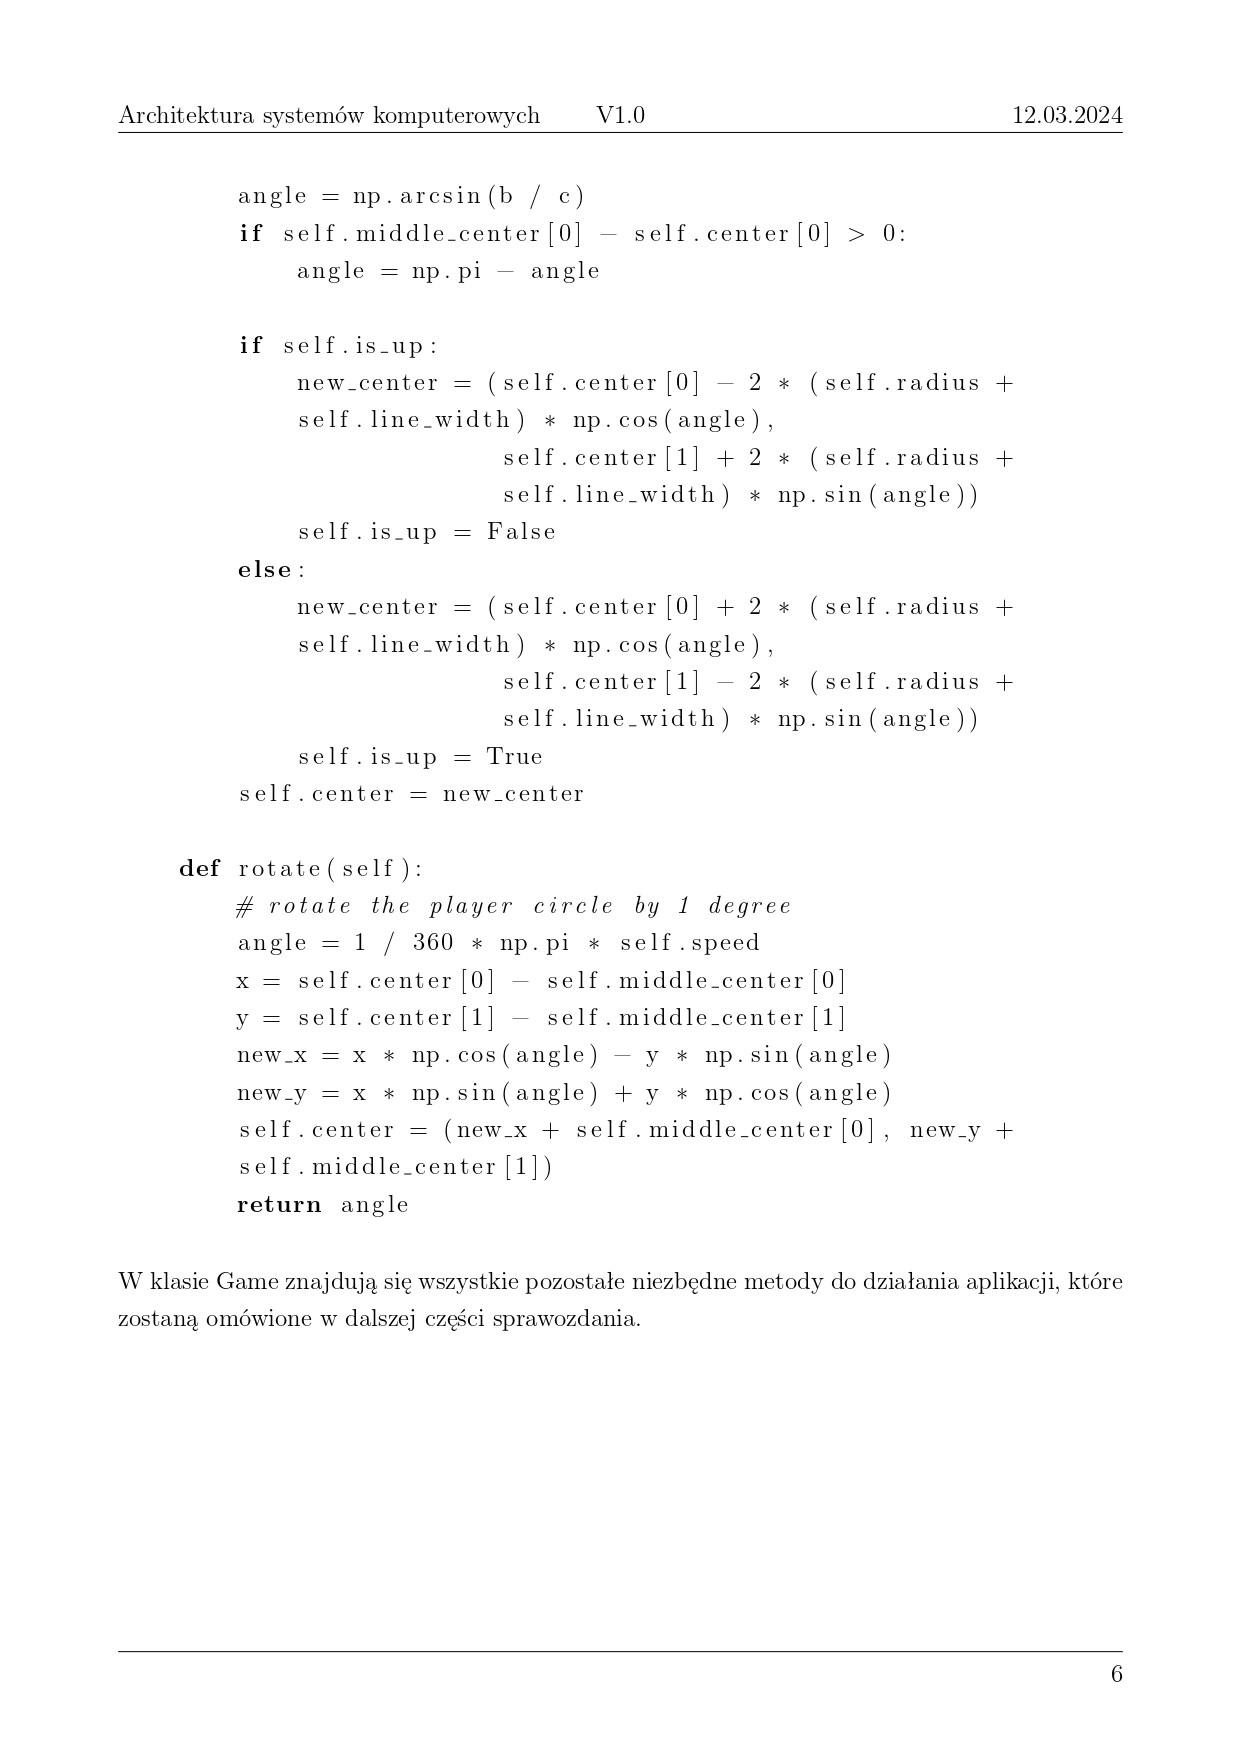 Architektura systemów komputerowych V1.0 12.03.2024
angle = np.arcsin(b / c)
if self.middle_center[0] - self.center[0] > 0:
angle = np.pi - angle
if self.is_up:
new_center = (self.center[0] - 2 * (self.radius +
self.line_width) * np.cos(angle),
self.center[1] + 2 * (self.radius +
self.line_width) * np.sin(angle))
self.is_up = False
else:
new_center = (self.center[0] + 2 * (self.radius +
self.line_width) * np.cos(angle),
self.center[1] - 2 * (self.radius +
self.line_width) * np.sin(angle))
self.is_up = True
self.center = new_center
def rotate(self):
# rotate the player circle by 1 degree
angle = 1 / 360 * np.pi * self.speed
x = self.center[0] - self.middle_center[0]
y = self.center[1] - self.middle_center[1]
new_x = x * np.cos(angle) - y * np.sin(angle)
new_y = x * np.sin(angle) + y * np.cos(angle)
self.center = (new_x + self.middle_center[0], new_y +
self.middle_center[1])
return angle
W klasie Game znajdują się wszystkie pozostałe niezbędne metody do działania aplikacji, które
zostaną omówione w dalszej części sprawozdania.
6